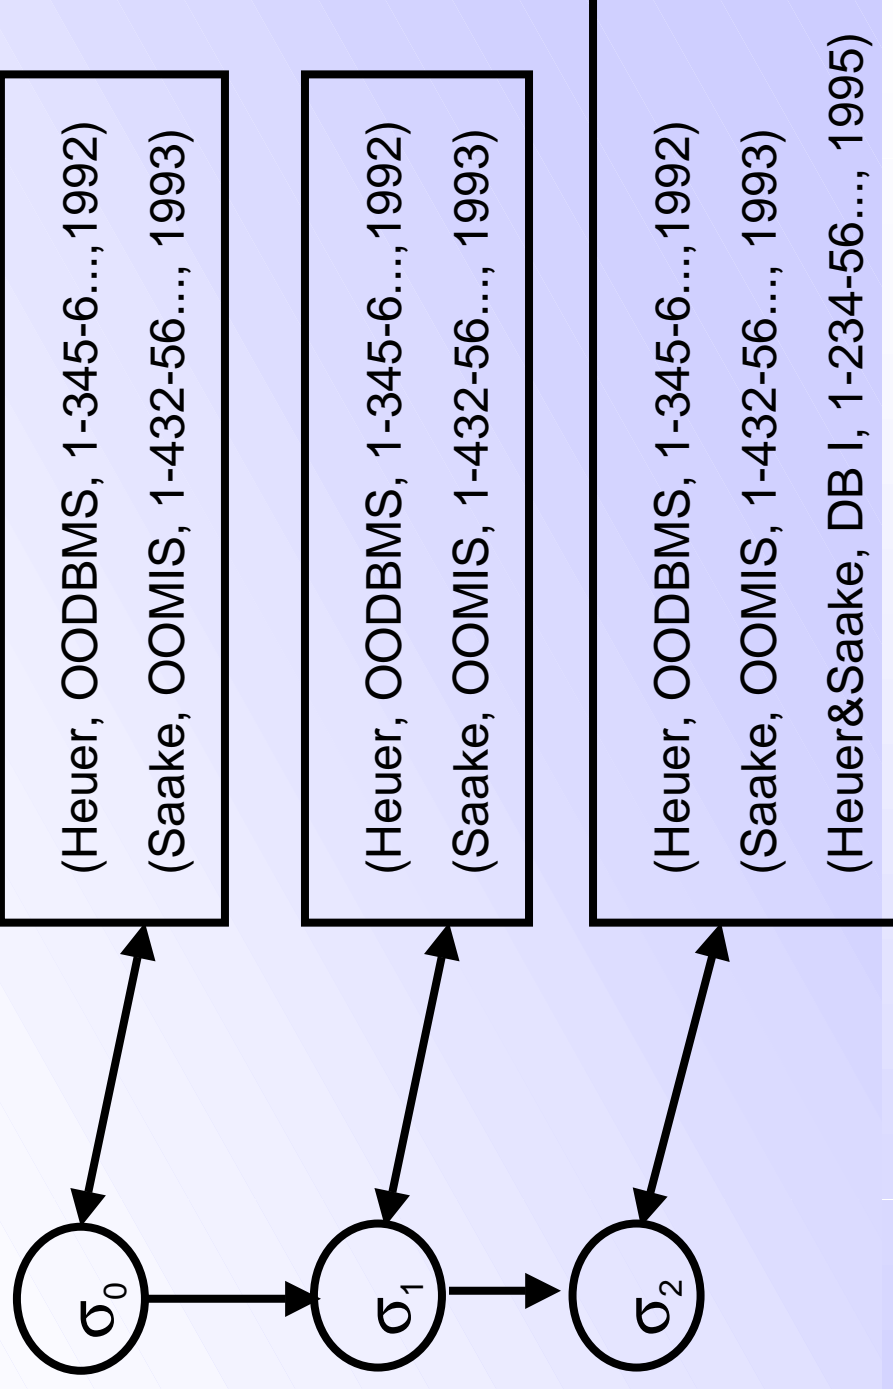 σ0
(Heuer, OODBMS, 1-345-6...,1992)
(Saake, OOMIS, 1-432-56..., 1993)
σ1
(Heuer, OODBMS, 1-345-6...,1992)
(Saake, OOMIS, 1-432-56..., 1993)
σ2
(Heuer, OODBMS, 1-345-6...,1992)
(Saake, OOMIS, 1-432-56..., 1993)
(Heuer&Saake, DB I, 1-234-56..., 1995)